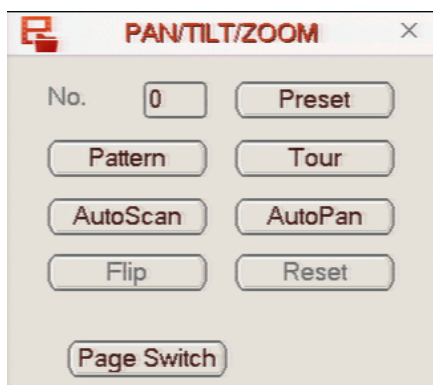 PAN/TILT/ZOOM
No. 0 Preset
Pattern Tour
AutoScan AutoPan
Flip Reset
Page Switch